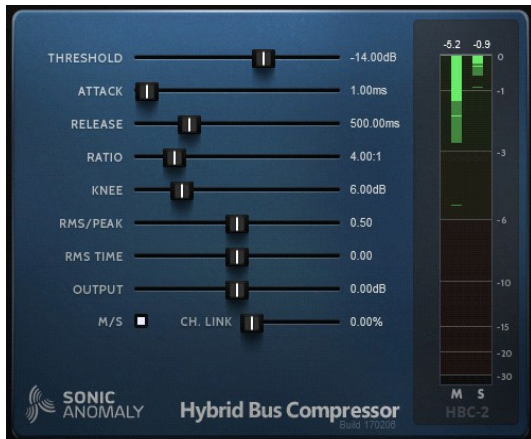 -5.2 -0.9
THRESHOLD -14.00dB
ATTACK 1.00ms
RELEASE 500.00ms
RATIO 4.00:1
KNEE 6.00dB
RMS/PEAK 0.50
RMS TIME 0.00
OUTPUT 0.00dB
M/S CH. LINK 0.00%
0
-1
-3
-6
-10
-15
-20
-30
M S
HBC-2
SONIC
ANOMALY
Hybrid Bus Compressor
Build 170208